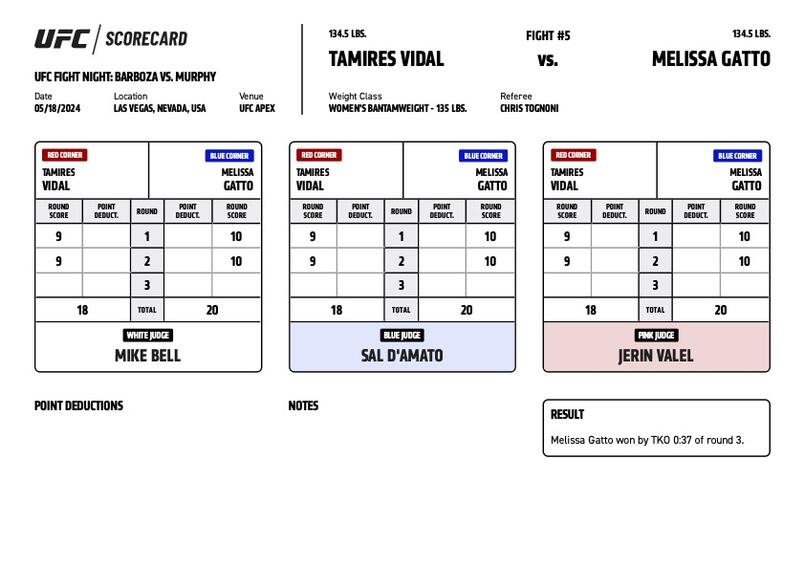 UFC / SCORECARD
UFC FIGHT NIGHT: BARBOZA VS. MURPHY
Date Location Venue
05/18/2024 LAS VEGAS, NEVADA, USA UFC APEX
134.5 LBS. FIGHT #5 134.5 LBS.
TAMIRES VIDAL VS. MELISSA GATTO
Weight Class Referee
WOMEN'S BANTAMWEIGHT - 135 LBS. CHRIS TOGNONI
RED CORNER BLUE CORNER
TAMIRES MELISSA
VIDAL GATTO
ROUND POINT ROUND POINT ROUND
SCORE DEDUCT. DEDUCT. SCORE
9 1 10
9 2 10
3
18 TOTAL 20
WHITE JUDGE
MIKE BELL
RED CORNER BLUE CORNER
TAMIRES MELISSA
VIDAL GATTO
ROUND POINT ROUND POINT ROUND
SCORE DEDUCT. DEDUCT. SCORE
9 1 10
9 2 10
3
18 TOTAL 20
BLUE JUDGE
SAL D'AMATO
RED CORNER BLUE CORNER
TAMIRES MELISSA
VIDAL GATTO
ROUND POINT ROUND POINT ROUND
SCORE DEDUCT. DEDUCT. SCORE
9 1 10
9 2 10
3
18 TOTAL 20
PINK JUDGE
JERIN VALEL
POINT DEDUCTIONS
NOTES
RESULT
Melissa Gatto won by TKO 0:37 of round 3.